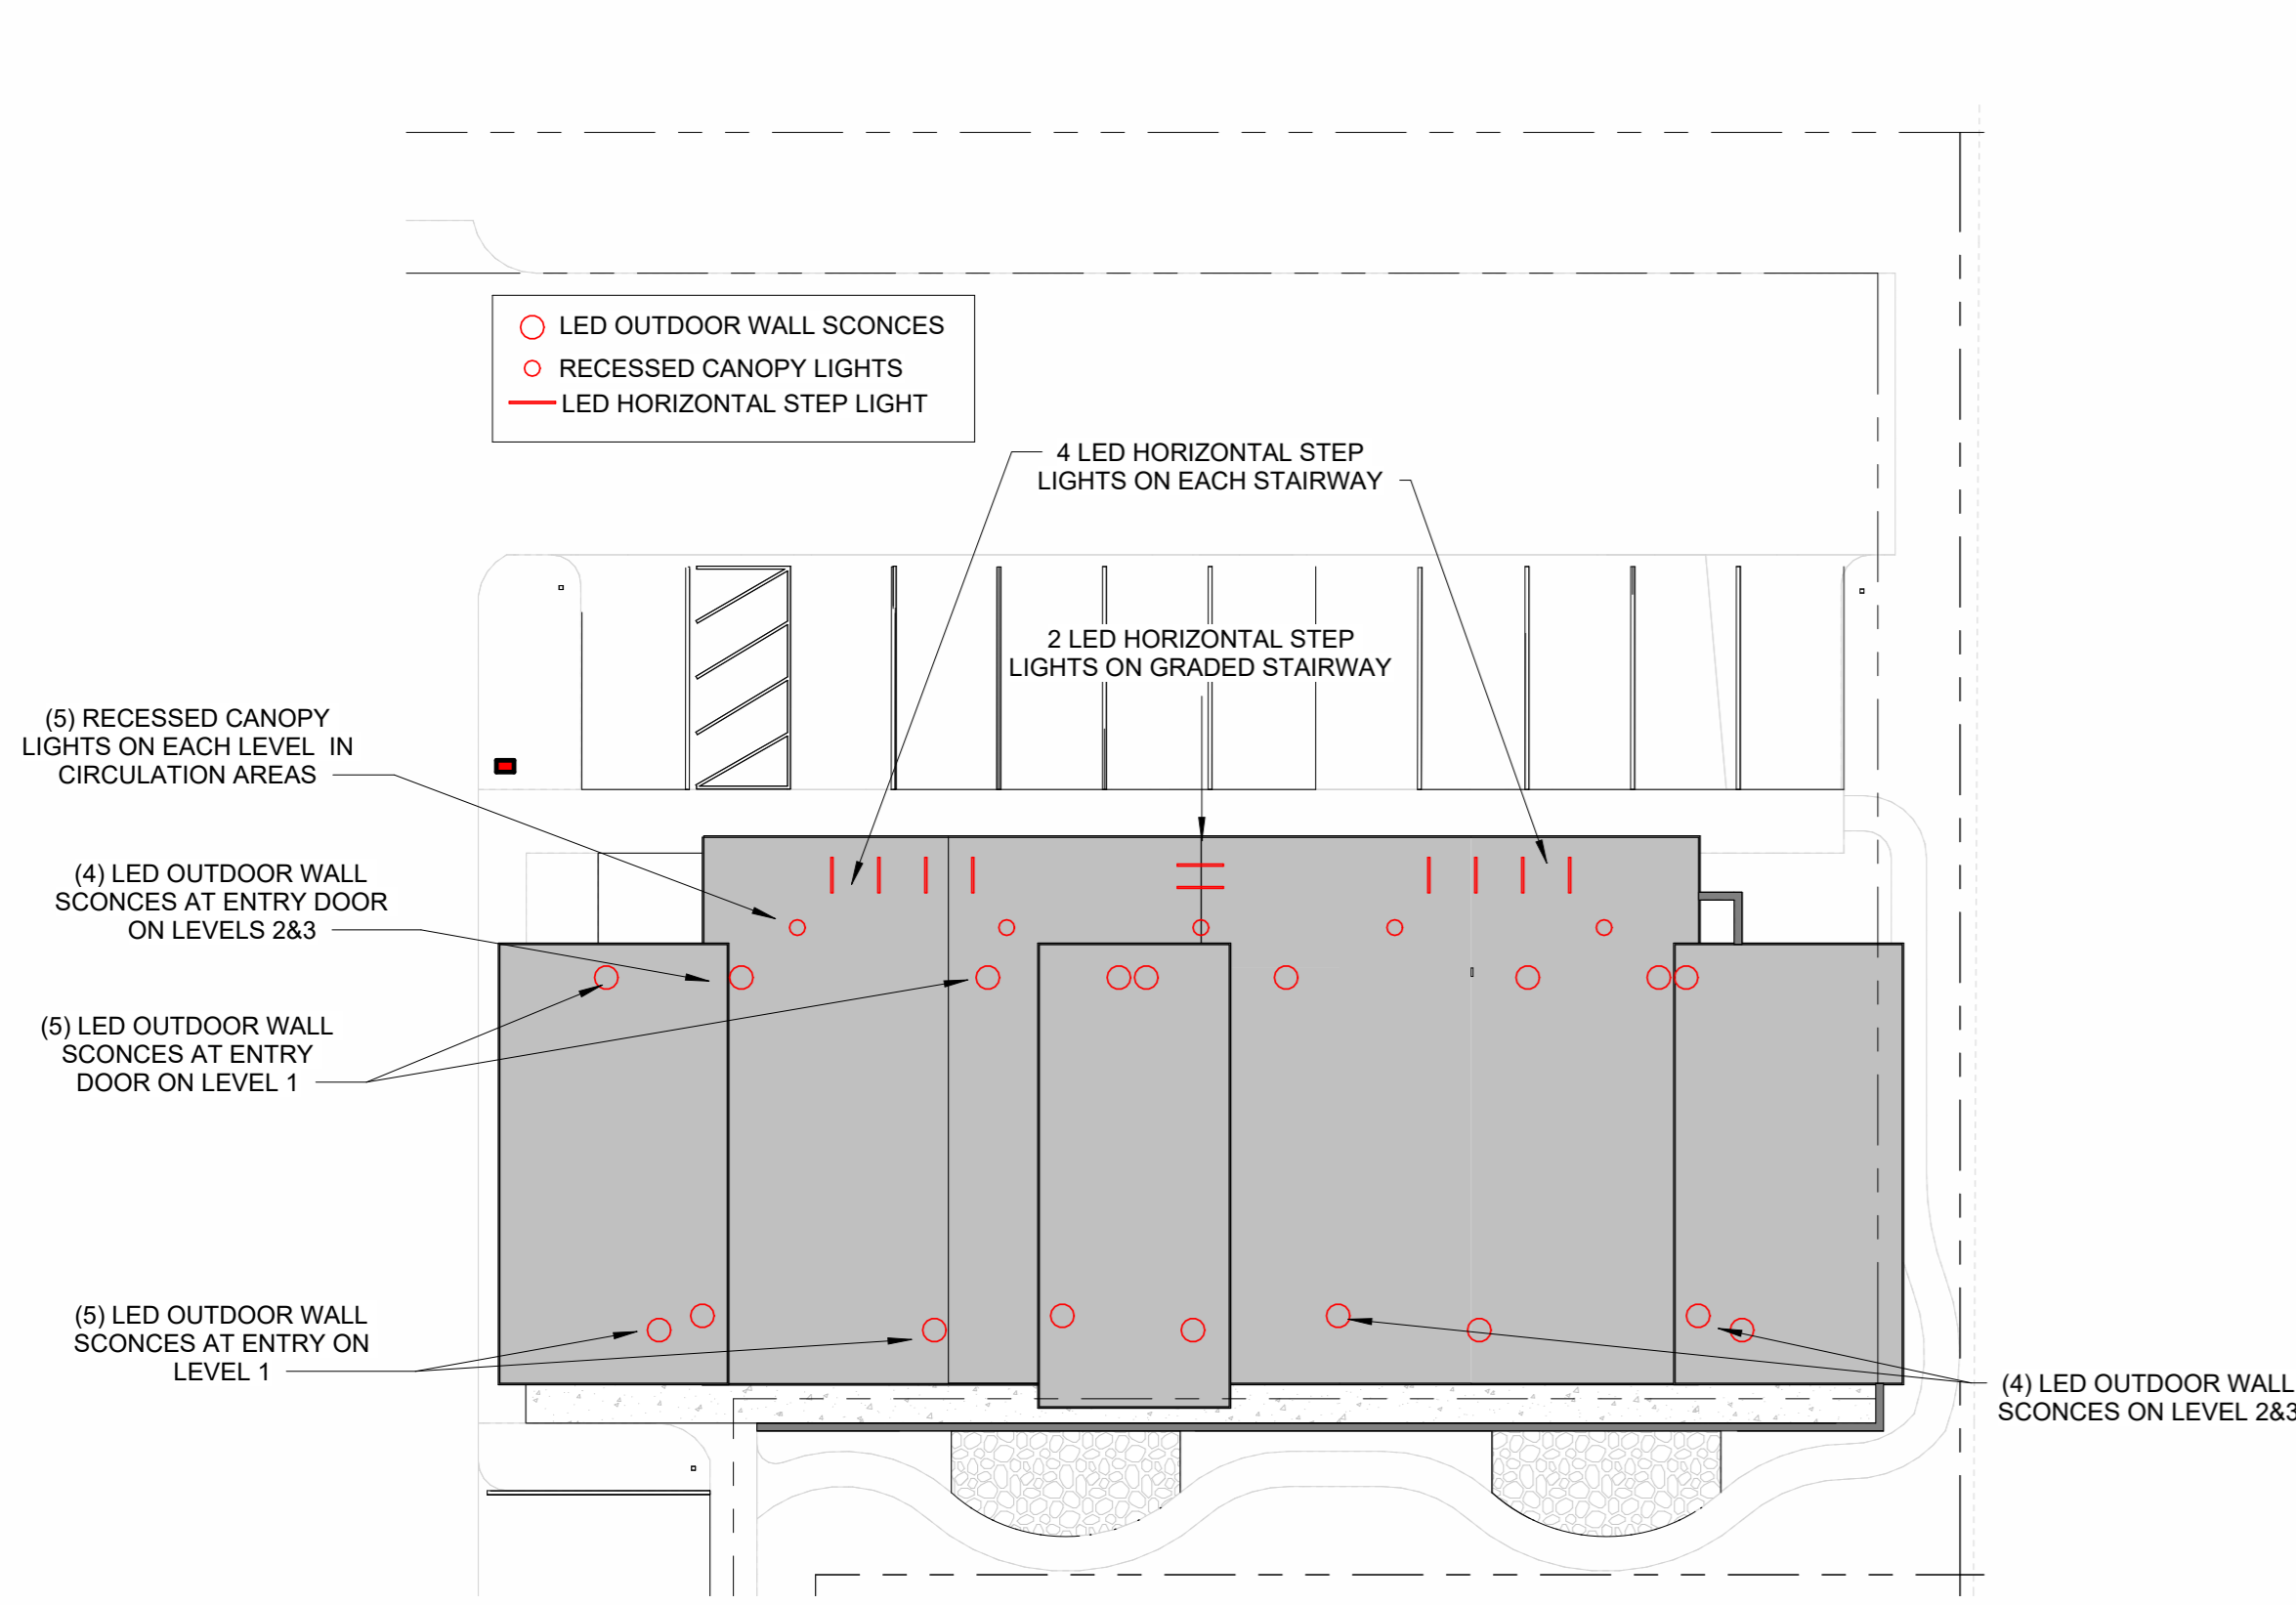 LED OUTDOOR WALL SCONCES
RECESSED CANOPY LIGHTS
LED HORIZONTAL STEP LIGHT
4 LED HORIZONTAL STEP
LIGHTS ON EACH STAIRWAY
2 LED HORIZONTAL STEP
LIGHTS ON GRADED STAIRWAY
(5) RECESSED CANOPY
LIGHTS ON EACH LEVEL IN
CIRCULATION AREAS
(4) LED OUTDOOR WALL
SCONCES AT ENTRY DOOR
ON LEVELS 2&3
(5) LED OUTDOOR WALL
SCONCES AT ENTRY
DOOR ON LEVEL 1
(5) LED OUTDOOR WALL
SCONCES AT ENTRY ON
LEVEL 1
(4) LED OUTDOOR WALL
SCONCES ON LEVEL 2&3